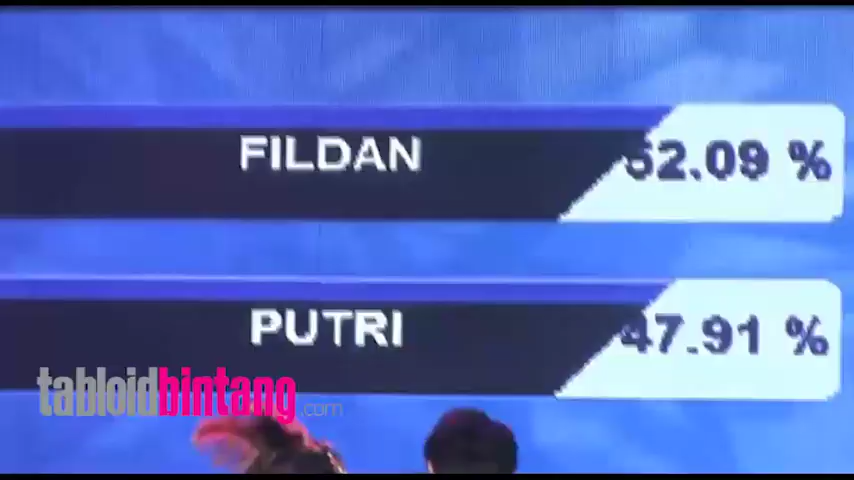 FILDAN 52.09 %
PUTRI 47.91 %
tabloidbintang.com